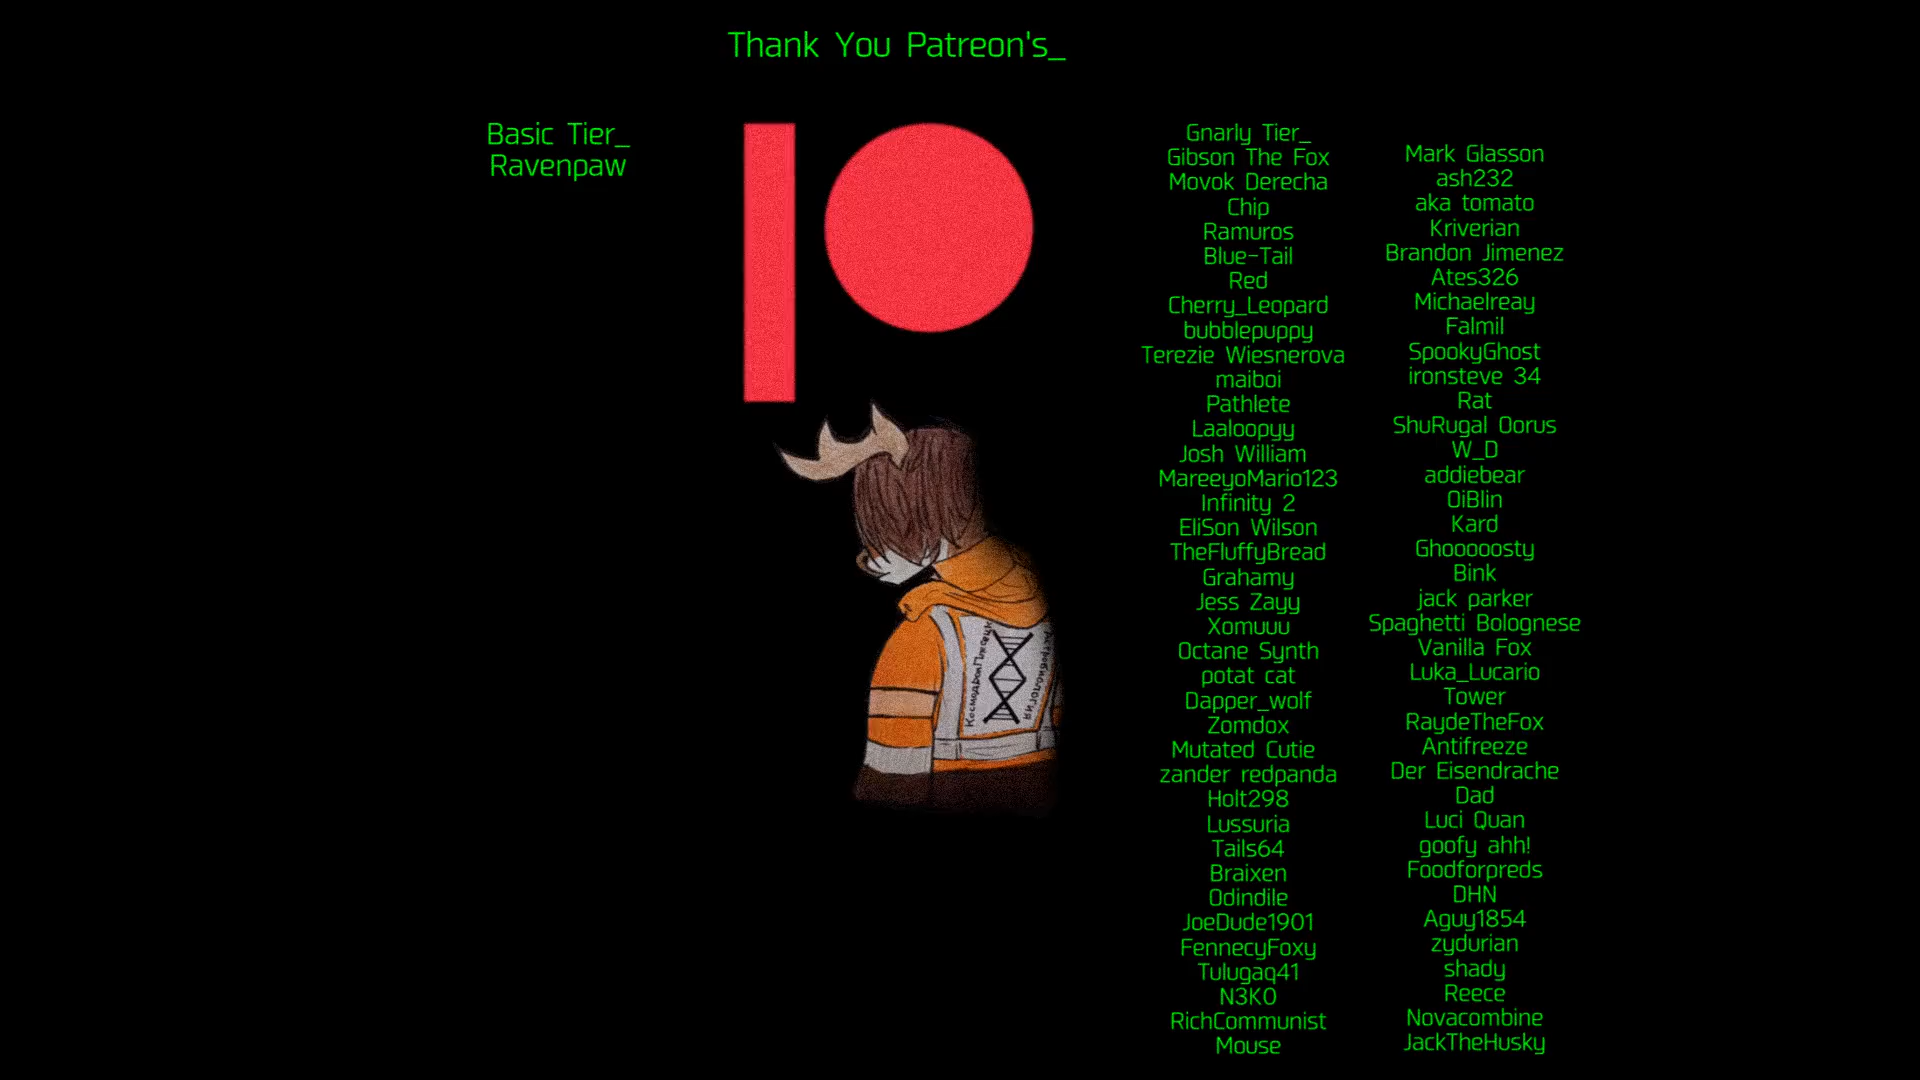 Thank You Patreon's_
Basic Tier_
Ravenpaw
Gnarly Tier_
Gibson The Fox
Movok Derecha
Chip
Ramuros
Blue-Tail
Red
Cherry_Leopard
bubblepuppy
Terezie Wiesnerova
maiboi
Pathlete
Laaloopyy
Josh William
MareeyoMario123
Infinity 2
EliSon Wilson
TheFluffyBread
Grahamy
Jess Zayy
Xomuuu
Octane Synth
potat cat
Dapper_wolf
Zomdox
Mutated Cutie
zander redpanda
Holt298
Lussuria
Tails64
Braixen
Odindile
JoeDude1901
FennecyFoxy
Tulugaq41
N3K0
RichCommunist
Mouse
Mark Glasson
ash232
aka tomato
Kriverian
Brandon Jimenez
Ates326
Michaelreay
Falmil
SpookyGhost
ironsteve 34
Rat
ShuRugal Oorus
W_D
addiebear
OiBlin
Kard
Ghooooosty
Bink
jack parker
Spaghetti Bolognese
Vanilla Fox
Luka_Lucario
Tower
RaydeTheFox
Antifreeze
Der Eisendrache
Dad
Luci Quan
goofy ahh!
Foodforpreds
DHN
Aguy1854
zydurian
shady
Reece
Novacombine
JackTheHusky